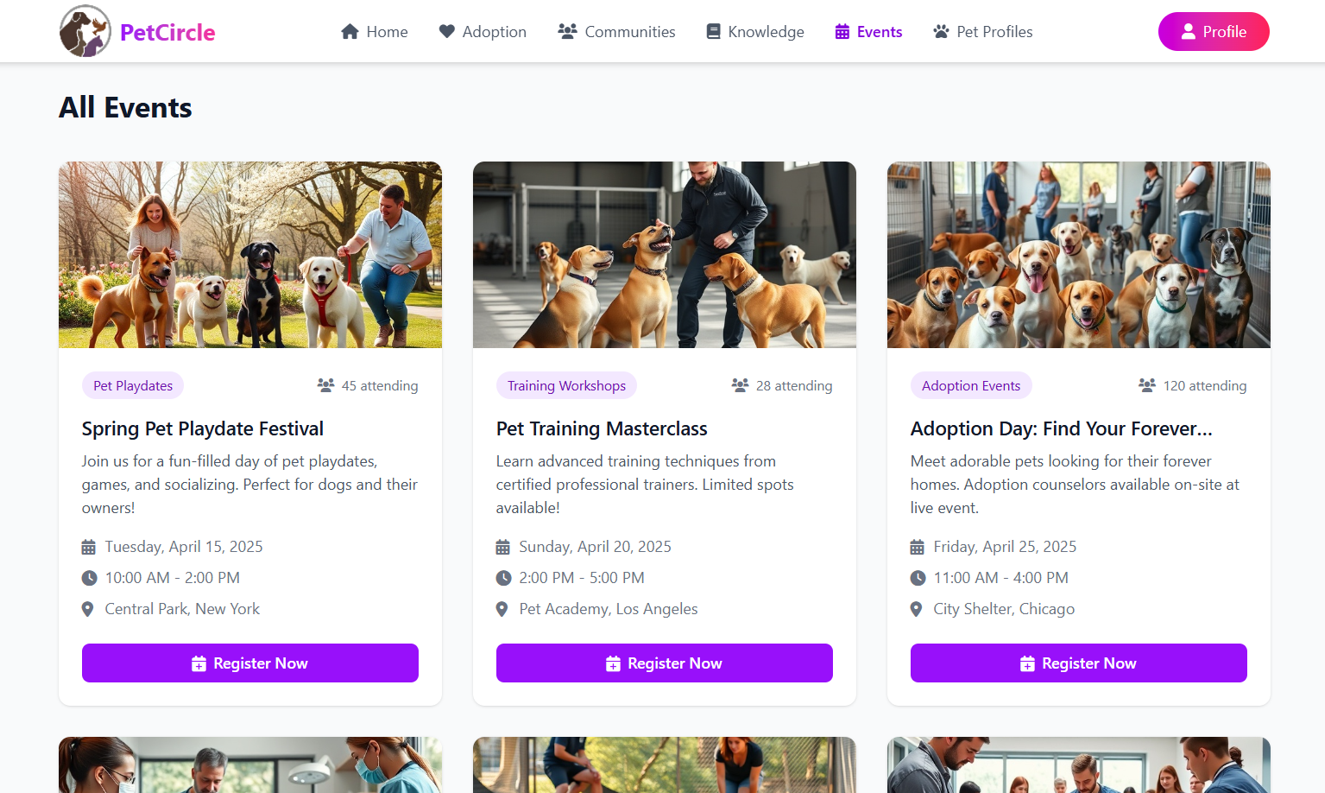 PetCircle
Home
Adoption
Communities
Knowledge
Events
Pet Profiles
Profile
All Events
Pet Playdates
45 attending
Spring Pet Playdate Festival
Join us for a fun-filled day of pet playdates,
games, and socializing. Perfect for dogs and their
owners!
Tuesday, April 15, 2025
10:00 AM - 2:00 PM
Central Park, New York
Register Now
Training Workshops
28 attending
Pet Training Masterclass
Learn advanced training techniques from
certified professional trainers. Limited spots
available!
Sunday, April 20, 2025
2:00 PM - 5:00 PM
Pet Academy, Los Angeles
Register Now
Adoption Events
120 attending
Adoption Day: Find Your Forever...
Meet adorable pets looking for their forever
homes. Adoption counselors available on-site at
live event.
Friday, April 25, 2025
11:00 AM - 4:00 PM
City Shelter, Chicago
Register Now